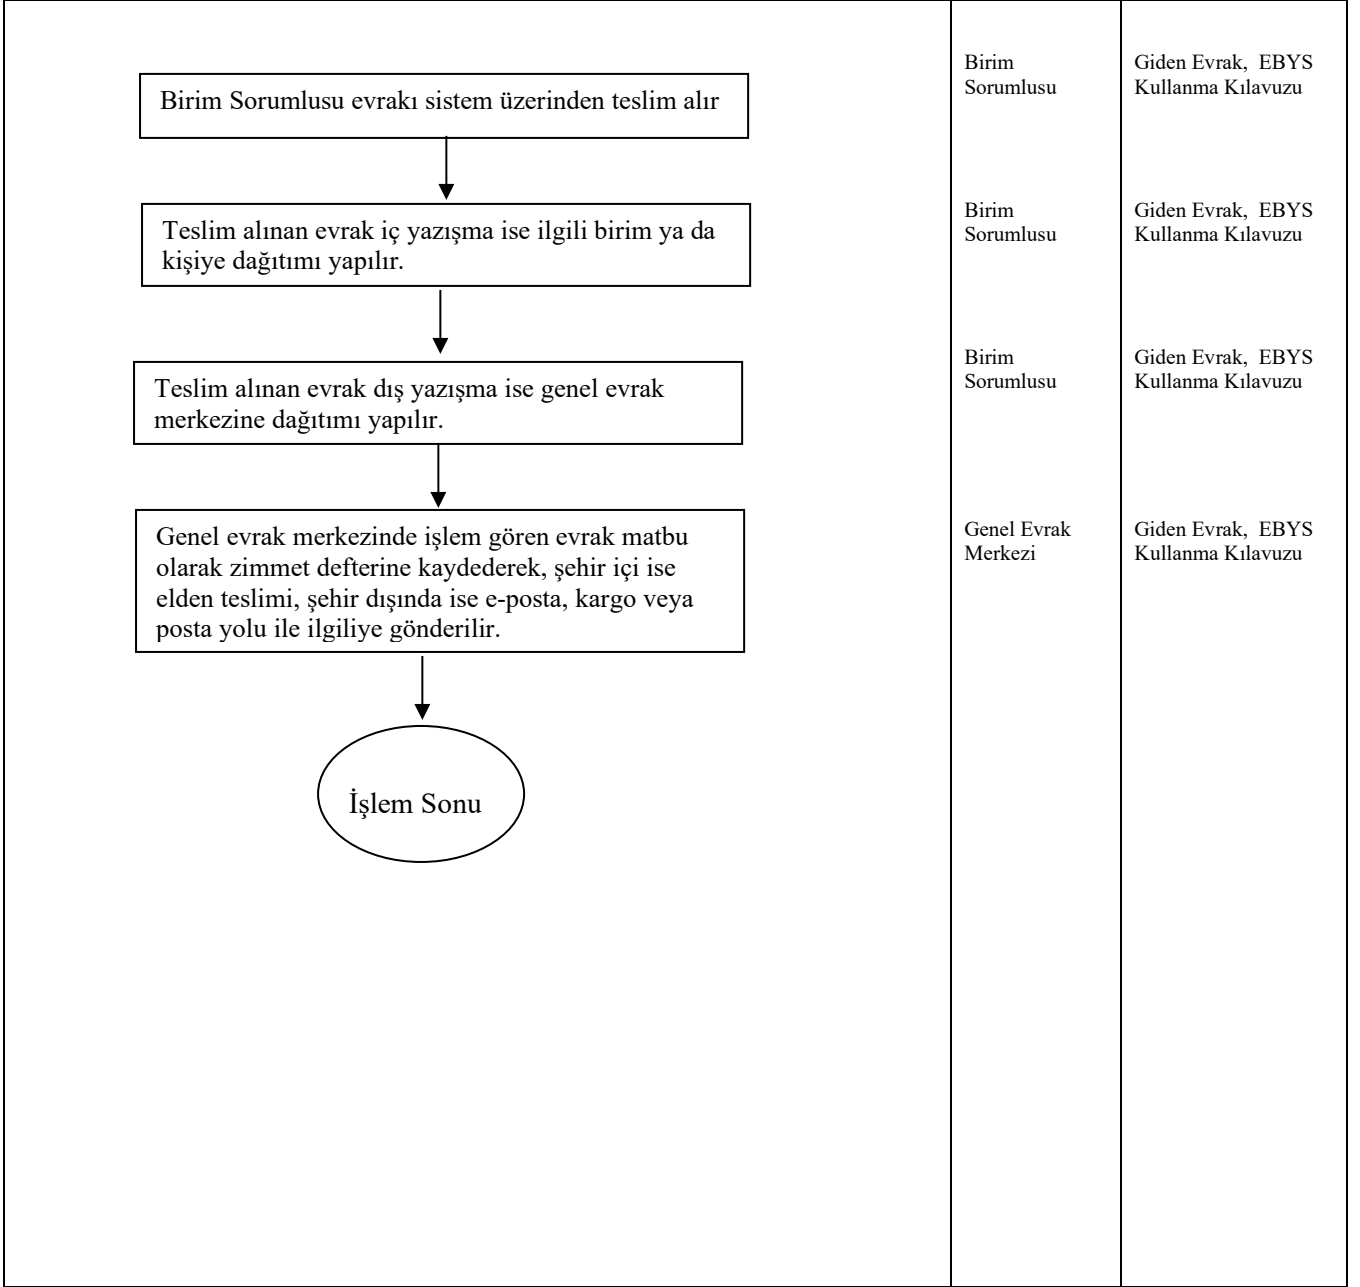 Birim Sorumlusu evrakı sistem üzerinden teslim alır
Birim
Sorumlusu
Giden Evrak,  EBYS
Kullanma Kılavuzu
Teslim alınan evrak iç yazışma ise ilgili birim ya da
kişiye dağıtımı yapılır.
Birim
Sorumlusu
Giden Evrak,  EBYS
Kullanma Kılavuzu
Teslim alınan evrak dış yazışma ise genel evrak
merkezine dağıtımı yapılır.
Birim
Sorumlusu
Giden Evrak,  EBYS
Kullanma Kılavuzu
Genel evrak merkezinde işlem gören evrak matbu
olarak zimmet defterine kaydederek, şehir içi ise
elden teslimi, şehir dışında ise e-posta, kargo veya
posta yolu ile ilgiliye gönderilir.
Genel Evrak
Merkezi
Giden Evrak,  EBYS
Kullanma Kılavuzu
İşlem Sonu